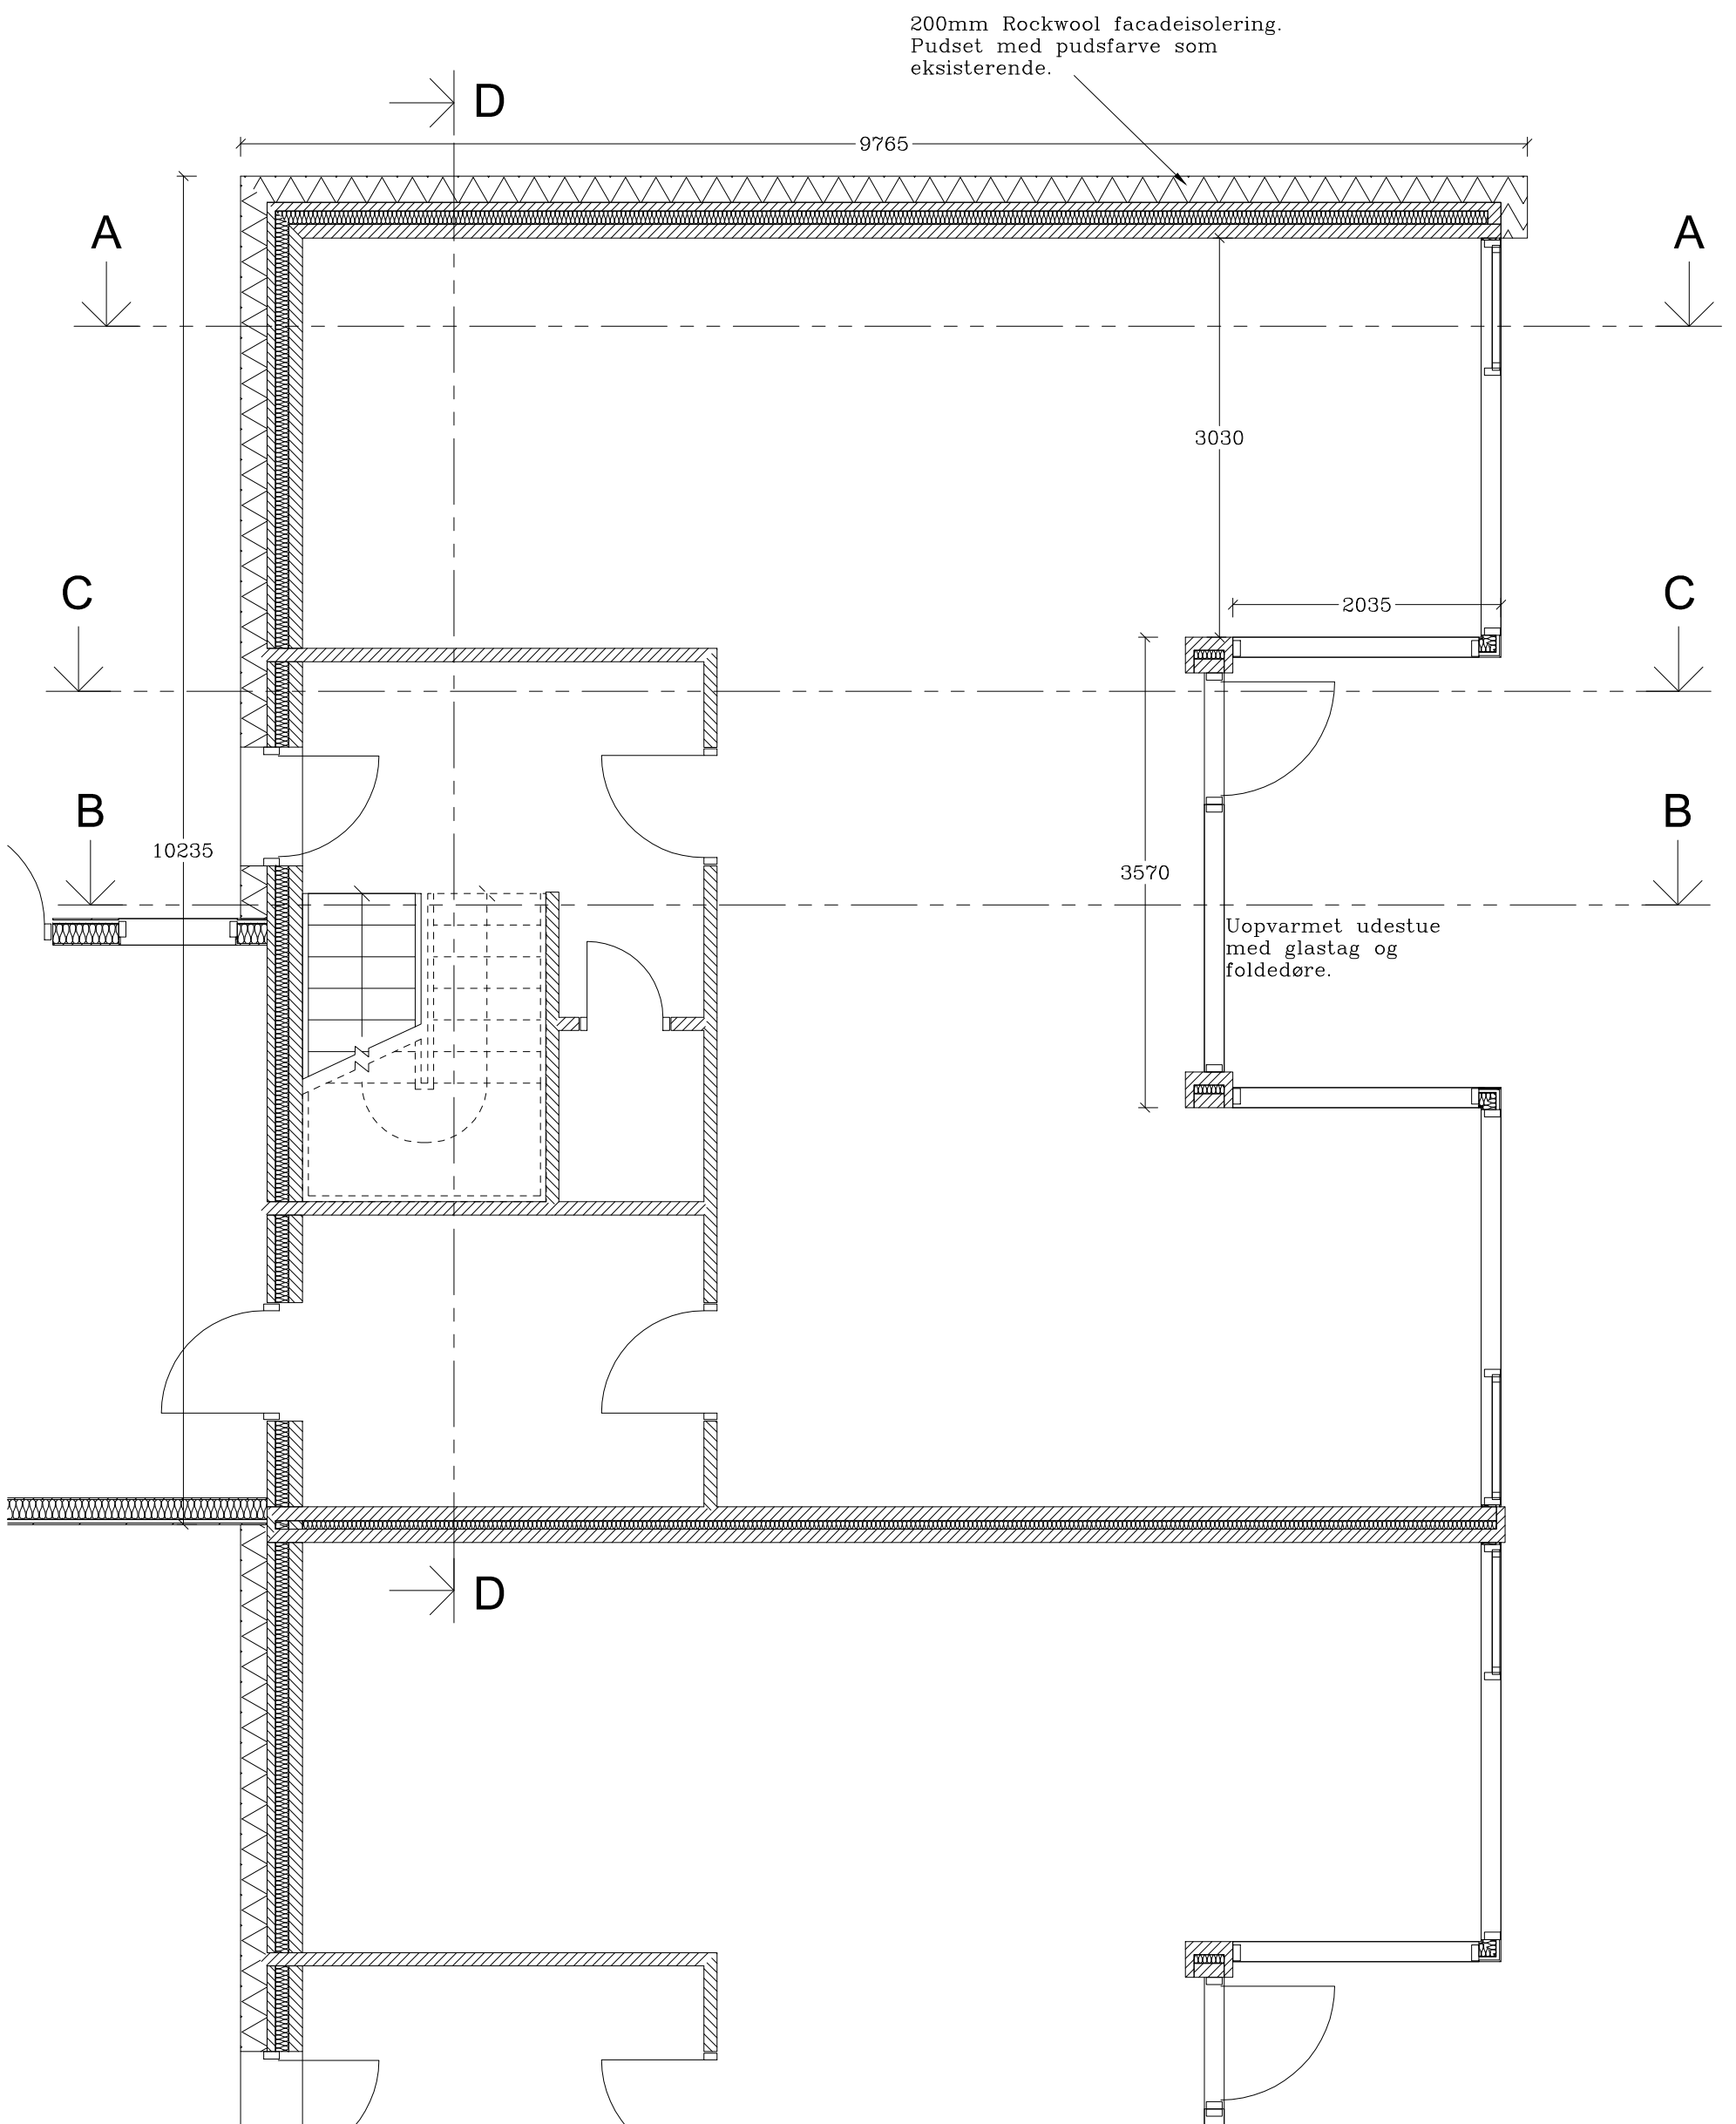 200mm Rockwool facadeisolering.
Pudset med pudsfarve som
eksisterende.
D
9765
A
A
3030
C
C
2035
B
B
10235
3570
Uopvarmet udestue
med glastag og
foldedøre.
D